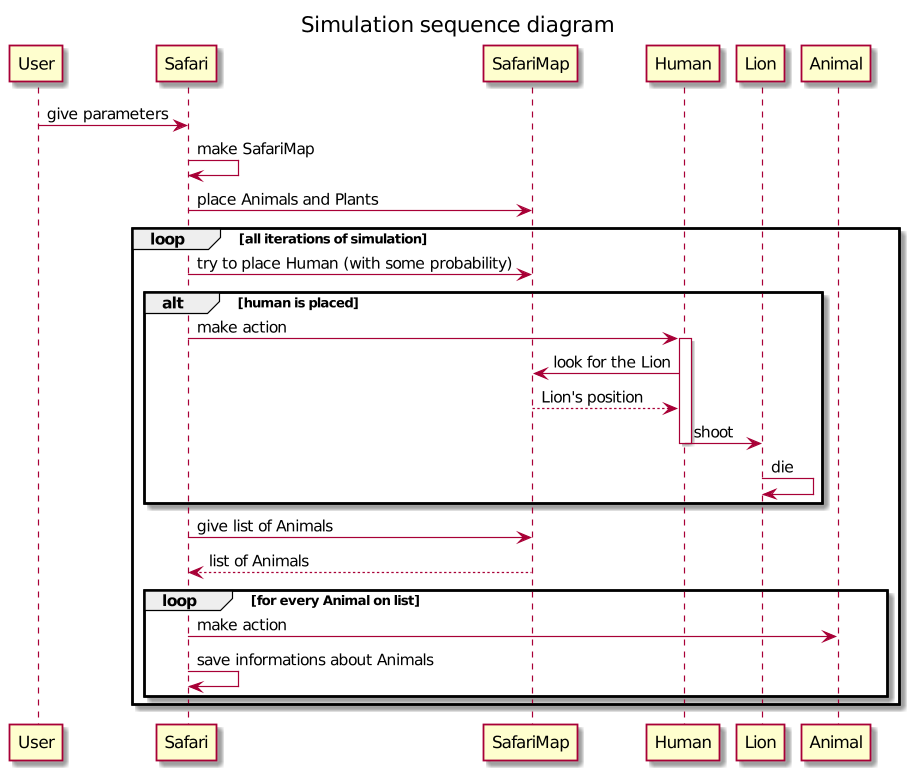 Simulation sequence diagram
User Safari SafariMap Human Lion Animal
give parameters
make SafariMap
place Animals and Plants
loop [all iterations of simulation]
try to place Human (with some probability)
alt [human is placed]
make action
look for the Lion
Lion's position
shoot
die
give list of Animals
list of Animals
loop [for every Animal on list]
make action
save informations about Animals
User Safari SafariMap Human Lion Animal